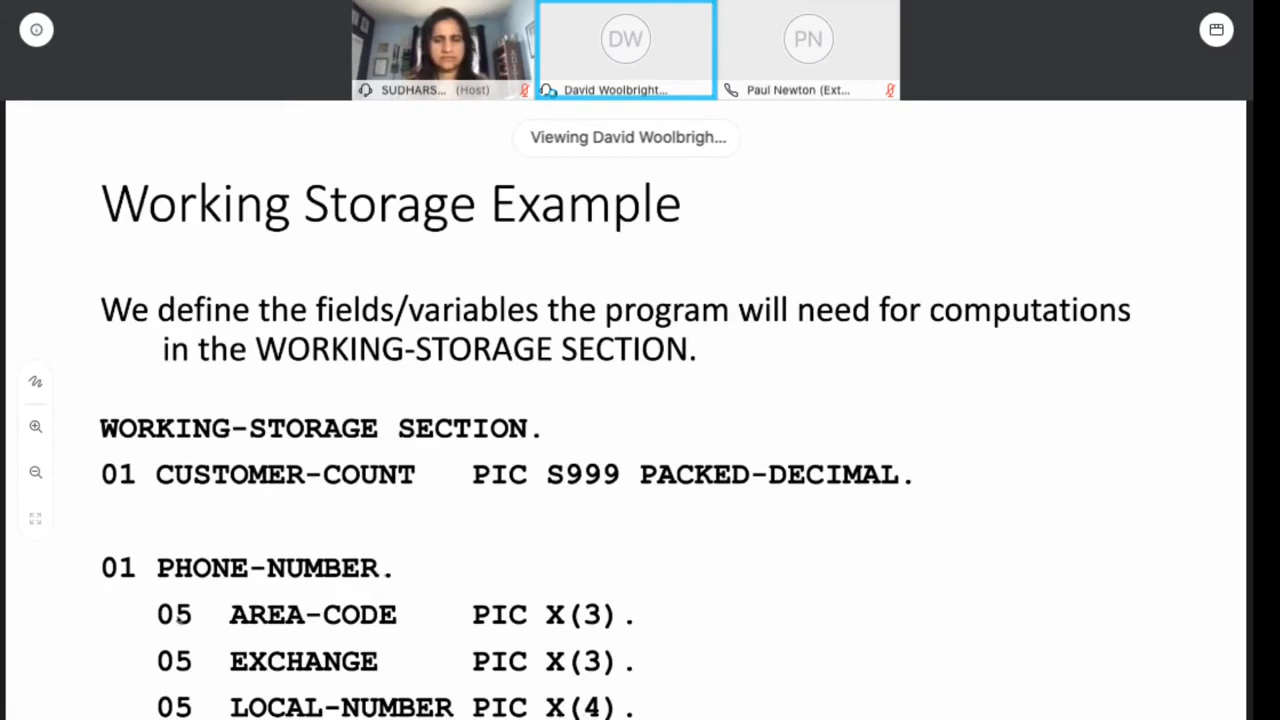 DW
PN
SUDHARS... (Host)
David Woolbright...
Paul Newton (Ext...
Viewing David Woolbrigh...
Working Storage Example
We define the fields/variables the program will need for computations
in the WORKING-STORAGE SECTION.
WORKING-STORAGE SECTION.
01 CUSTOMER-COUNT PIC S999 PACKED-DECIMAL.
01 PHONE-NUMBER.
05 AREA-CODE PIC X(3).
05 EXCHANGE PIC X(3).
05 LOCAL-NUMBER PIC X(4).